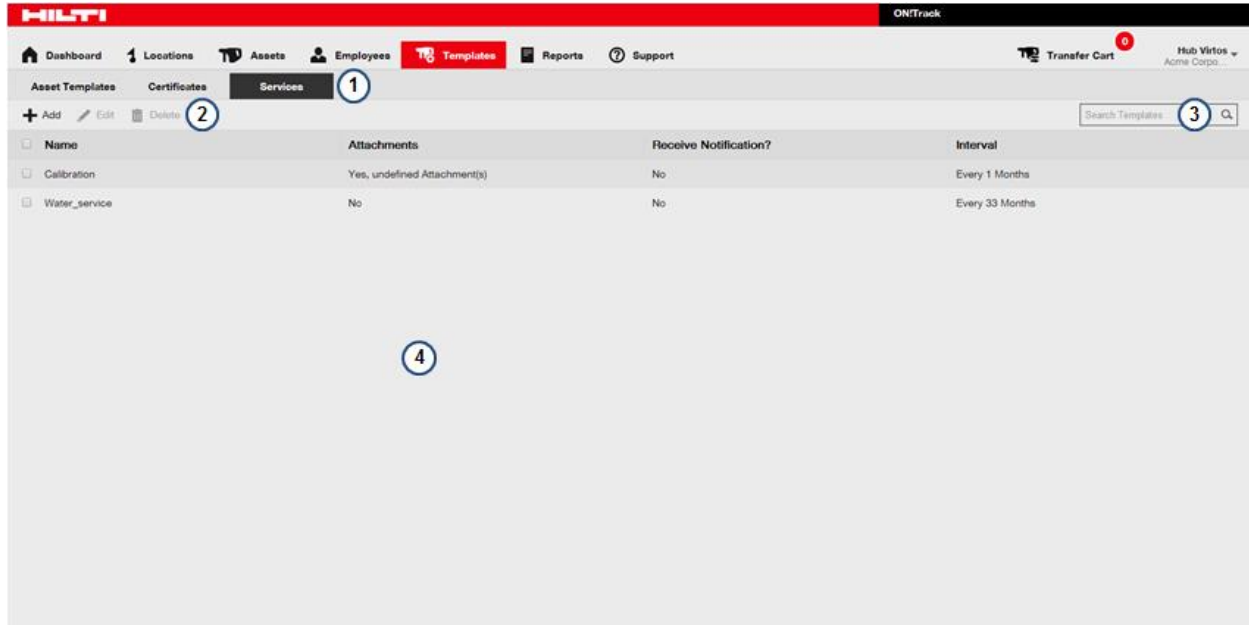 HILTI ON!Track
Dashboard Locations Assets Employees Templates Reports Support Transfer Cart 0 Hub Virtos
Acme Corpo...
Asset Templates Certificates Services 1
Add Edit Delete 2 Search Templates 3
Name Attachments Receive Notification? Interval
Calibration Yes, undefined Attachment(s) No Every 1 Months
Water_service No No Every 33 Months
4